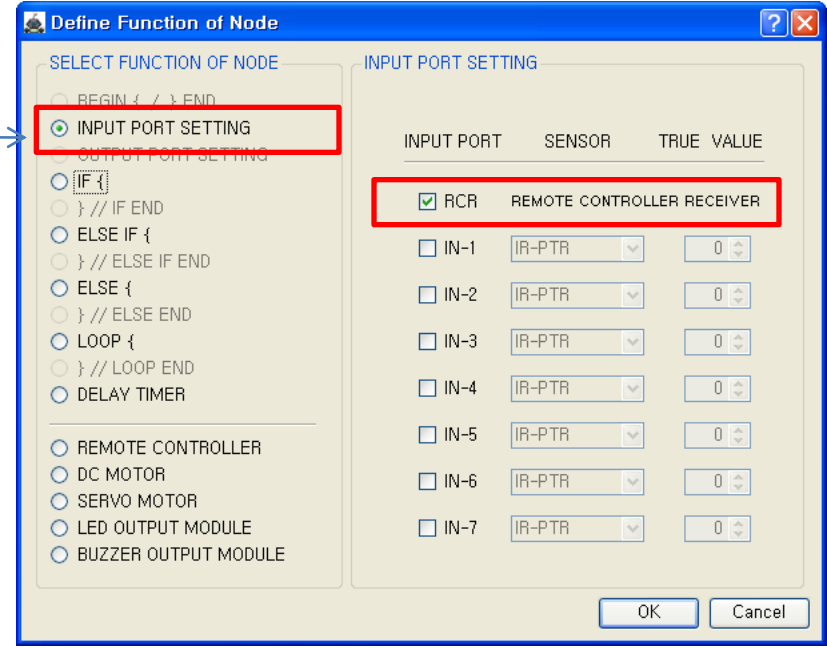 Define Function of Node
SELECT FUNCTION OF NODE
BEGIN { / } END
INPUT PORT SETTING
OUTPUT PORT SETTING
IF {
} // IF END
ELSE IF {
} // ELSE IF END
ELSE {
} // ELSE END
LOOP {
} // LOOP END
DELAY TIMER
REMOTE CONTROLLER
DC MOTOR
SERVO MOTOR
LED OUTPUT MODULE
BUZZER OUTPUT MODULE
INPUT PORT SETTING
INPUT PORT SENSOR TRUE VALUE
RCR REMOTE CONTROLLER RECEIVER
IN-1 IR-PTR 0
IN-2 IR-PTR 0
IN-3 IR-PTR 0
IN-4 IR-PTR 0
IN-5 IR-PTR 0
IN-6 IR-PTR 0
IN-7 IR-PTR 0
OK Cancel